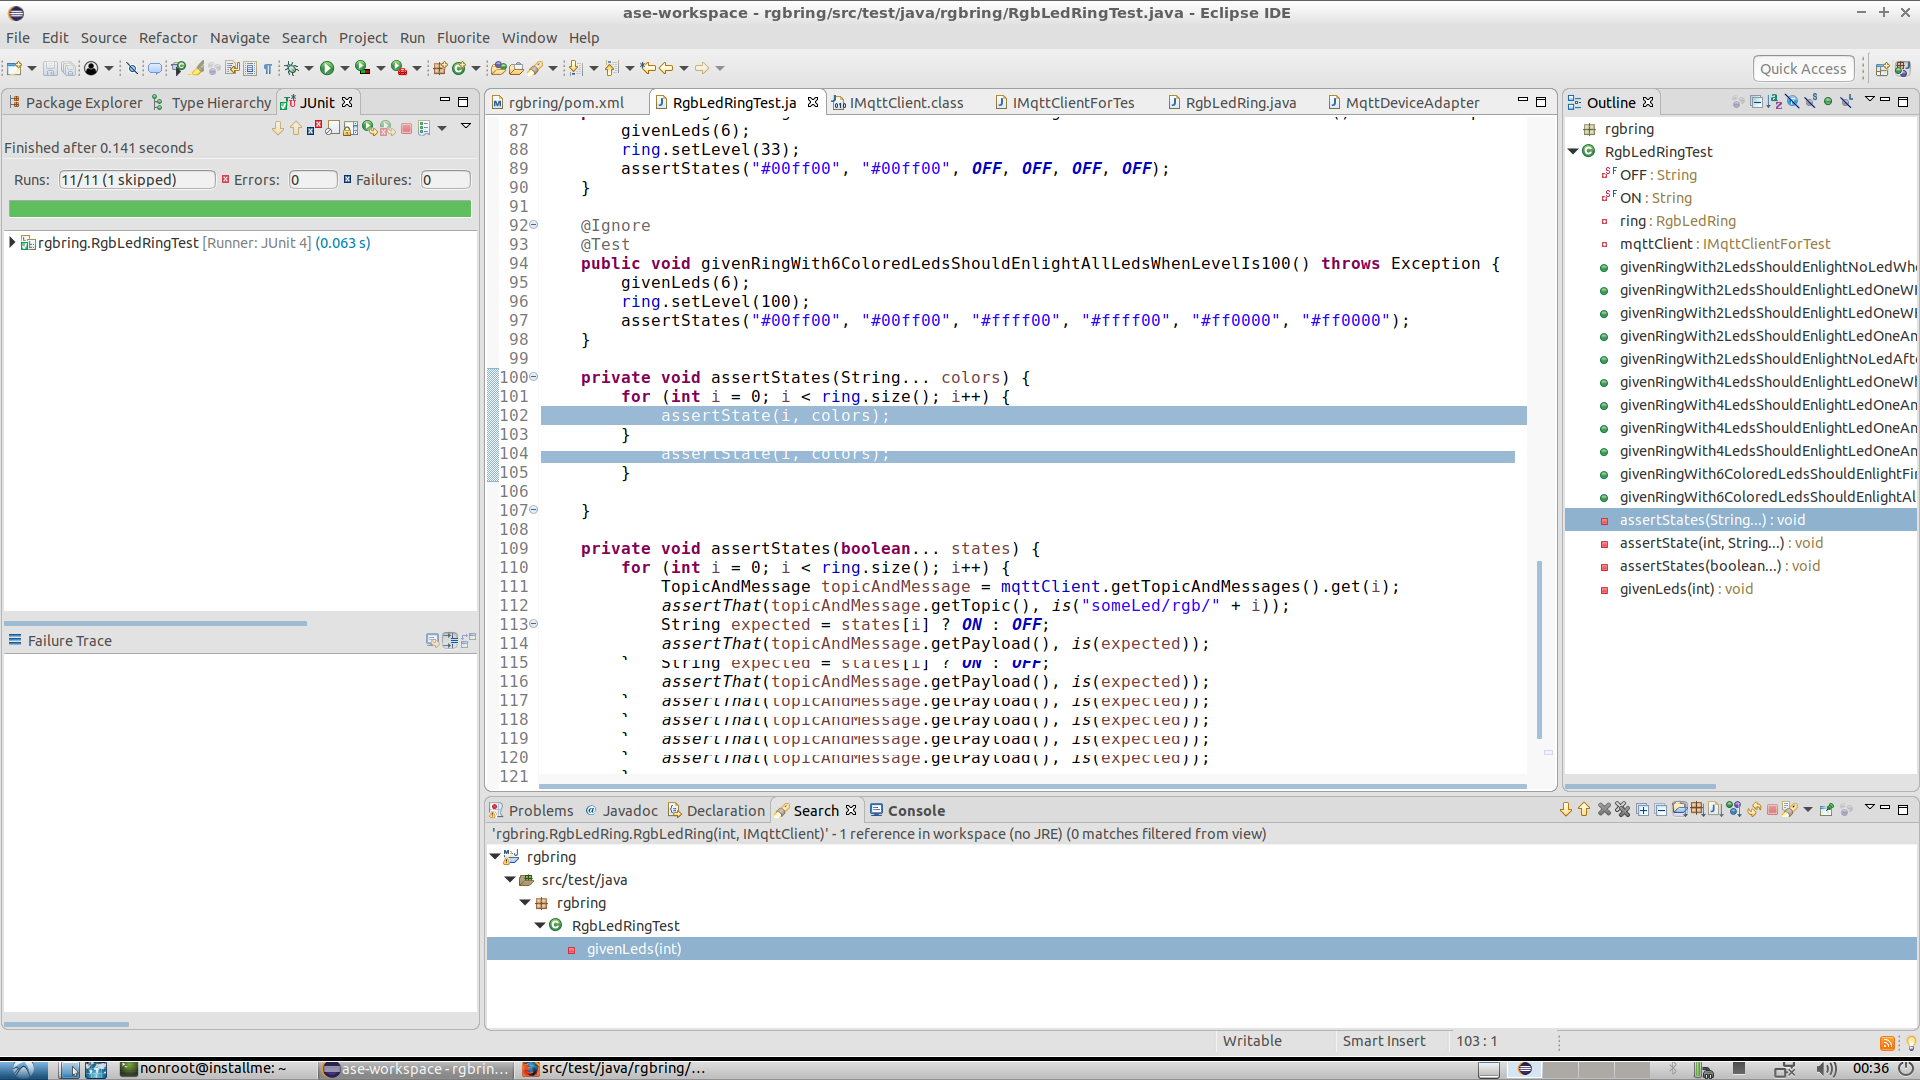 ase-workspace - rgbring/src/test/java/rgbring/RgbLedRingTest.java - Eclipse IDE
File Edit Source Refactor Navigate Search Project Run Fluorite Window Help
Quick Access
Package Explorer Type Hierarchy JUnit
Finished after 0.141 seconds
Runs: 11/11 (1 skipped) Errors: 0 Failures: 0
rgbring.RgbLedRingTest [Runner: JUnit 4] (0.063 s)
Failure Trace
rgbring/pom.xml RgbLedRingTest.ja IMqttClient.class IMqttClientForTes RgbLedRing.java MqttDeviceAdapter
87 givenLeds(6);
88 ring.setLevel(33);
89 assertStates("#00ff00", "#00ff00", OFF, OFF, OFF, OFF);
90 }
91
92 @Ignore
93 @Test
94 public void givenRingWith6ColoredLedsShouldEnlightAllLedsWhenLevelIs100() throws Exception {
95 givenLeds(6);
96 ring.setLevel(100);
97 assertStates("#00ff00", "#00ff00", "#ffff00", "#ffff00", "#ff0000", "#ff0000");
98 }
99
100 private void assertStates(String... colors) {
101 for (int i = 0; i < ring.size(); i++) {
102 assertState(i, colors);
103 }
104 assertState(i, colors);
105 }
106
107 }
108
109 private void assertStates(boolean... states) {
110 for (int i = 0; i < ring.size(); i++) {
111 TopicAndMessage topicAndMessage = mqttClient.getTopicAndMessages().get(i);
112 assertThat(topicAndMessage.getTopic(), is("someLed/rgb/" + i));
113 String expected = states[i] ? ON : OFF;
114 assertThat(topicAndMessage.getPayload(), is(expected));
115 } String expected = states[i] ? ON : OFF;
116 assertThat(topicAndMessage.getPayload(), is(expected));
117 } assertThat(topicAndMessage.getPayload(), is(expected));
118 } assertThat(topicAndMessage.getPayload(), is(expected));
119 } assertThat(topicAndMessage.getPayload(), is(expected));
120 } assertThat(topicAndMessage.getPayload(), is(expected));
121 }
Outline
rgbring
RgbLedRingTest
OFF : String
ON : String
ring : RgbLedRing
mqttClient : IMqttClientForTest
givenRingWith2LedsShouldEnlightNoLedWhe
givenRingWith2LedsShouldEnlightLedOneWh
givenRingWith2LedsShouldEnlightLedOneWh
givenRingWith2LedsShouldEnlightLedOneAn
givenRingWith2LedsShouldEnlightNoLedAfte
givenRingWith4LedsShouldEnlightLedOneWh
givenRingWith4LedsShouldEnlightLedOneAn
givenRingWith4LedsShouldEnlightLedOneAn
givenRingWith4LedsShouldEnlightLedOneAn
givenRingWith6ColoredLedsShouldEnlightFi
givenRingWith6ColoredLedsShouldEnlightAl
assertStates(String...) : void
assertState(int, String...) : void
assertStates(boolean...) : void
givenLeds(int) : void
Problems Javadoc Declaration Search Console
'rgbring.RgbLedRing.RgbLedRing(int, IMqttClient)' - 1 reference in workspace (no JRE) (0 matches filtered from view)
rgbring
src/test/java
rgbring
RgbLedRingTest
givenLeds(int)
Writable Smart Insert 103 : 1
nonroot@installme: ~ ase-workspace - rgbrin... src/test/java/rgbring/... 00:36